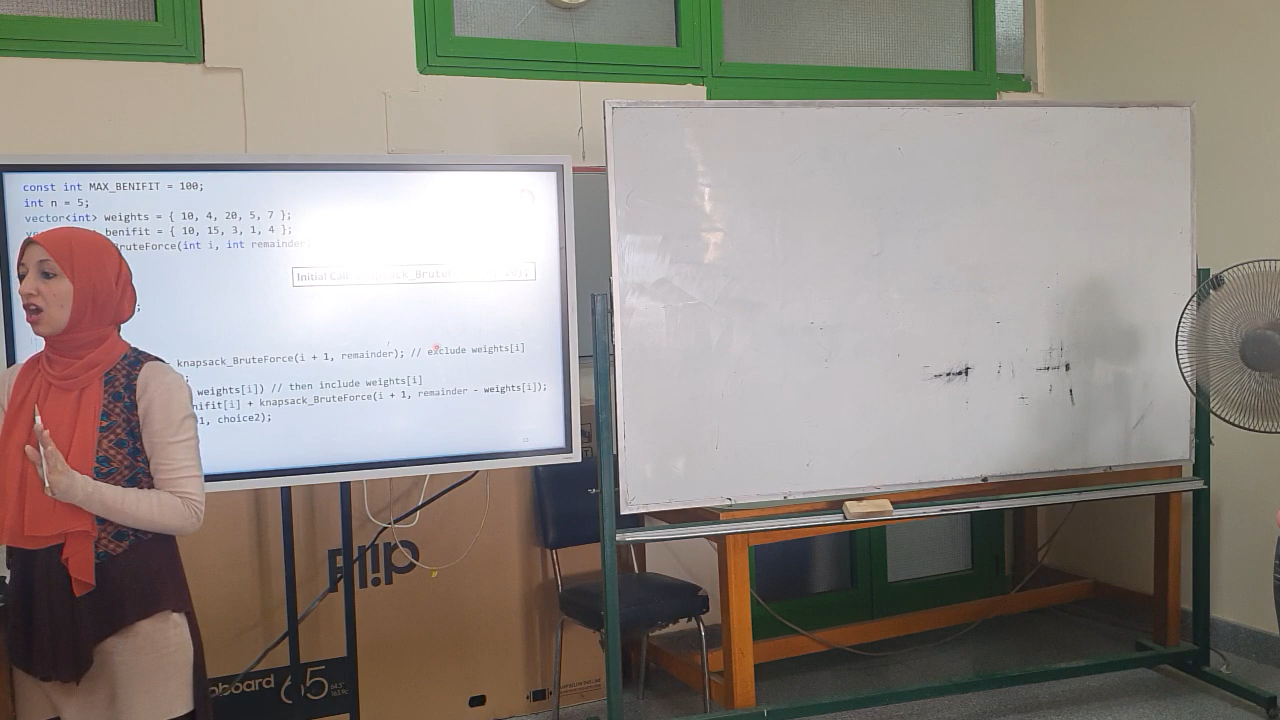 const int MAX_BENIFIT = 100;
int n = 5;
vector<int> weights = { 10, 4, 20, 5, 7 };
benifit = { 10, 15, 3, 1, 4 };
BruteForce(int i, int remainder
Initial Call:
;
= knapsack_BruteForce(i + 1, remainder); // exclude weights[i]
;
weights[i]) // then include weights[i]
nifit[i] + knapsack_BruteForce(i + 1, remainder - weights[i]);
1, choice2);
12
Flip
board 65